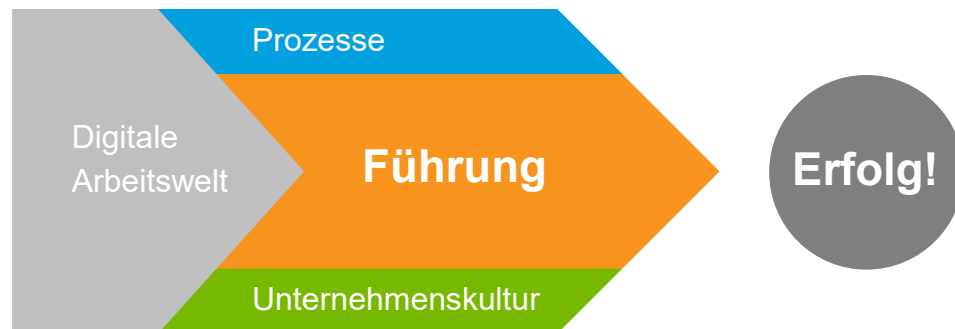 Prozesse
Digitale
Arbeitswelt
Führung
Erfolg!
Unternehmenskultur